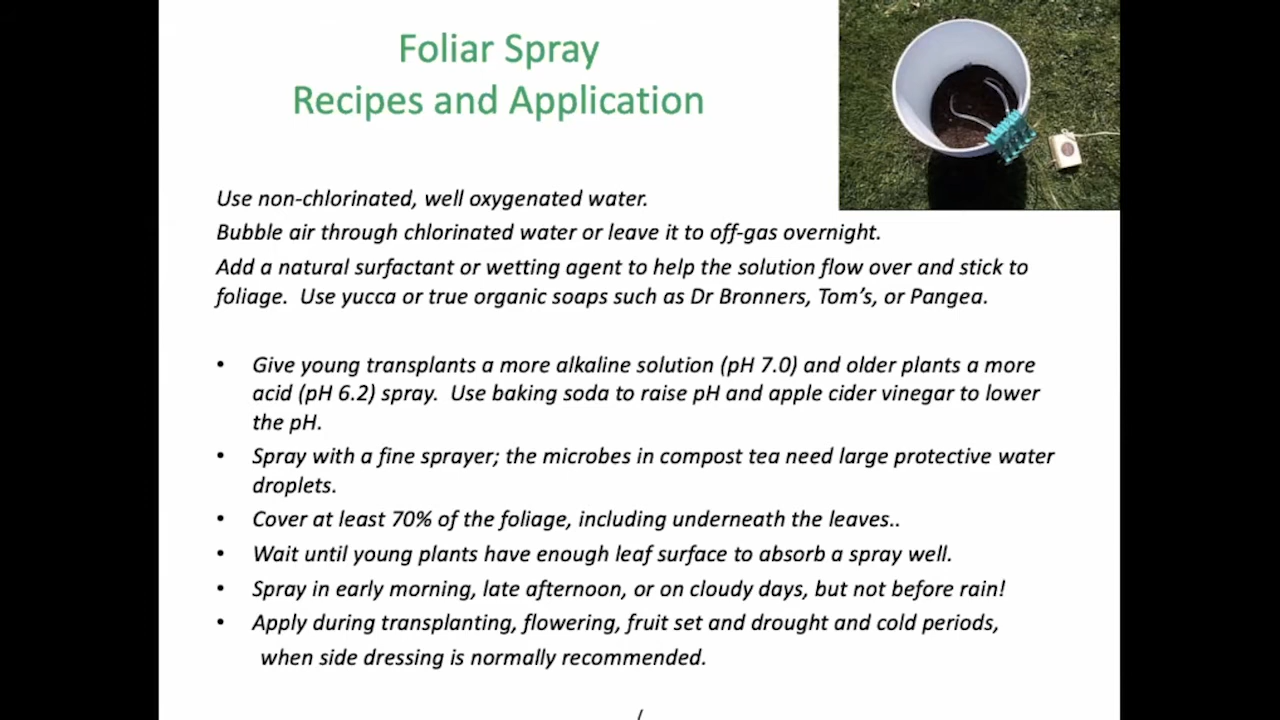 Foliar Spray
Recipes and Application
Use non-chlorinated, well oxygenated water.
Bubble air through chlorinated water or leave it to off-gas overnight.
Add a natural surfactant or wetting agent to help the solution flow over and stick to
foliage.  Use yucca or true organic soaps such as Dr Bronners, Tom’s, or Pangea.
• Give young transplants a more alkaline solution (pH 7.0) and older plants a more
acid (pH 6.2) spray.  Use baking soda to raise pH and apple cider vinegar to lower
the pH.
• Spray with a fine sprayer; the microbes in compost tea need large protective water
droplets.
• Cover at least 70% of the foliage, including underneath the leaves..
• Wait until young plants have enough leaf surface to absorb a spray well.
• Spray in early morning, late afternoon, or on cloudy days, but not before rain!
• Apply during transplanting, flowering, fruit set and drought and cold periods,
when side dressing is normally recommended.